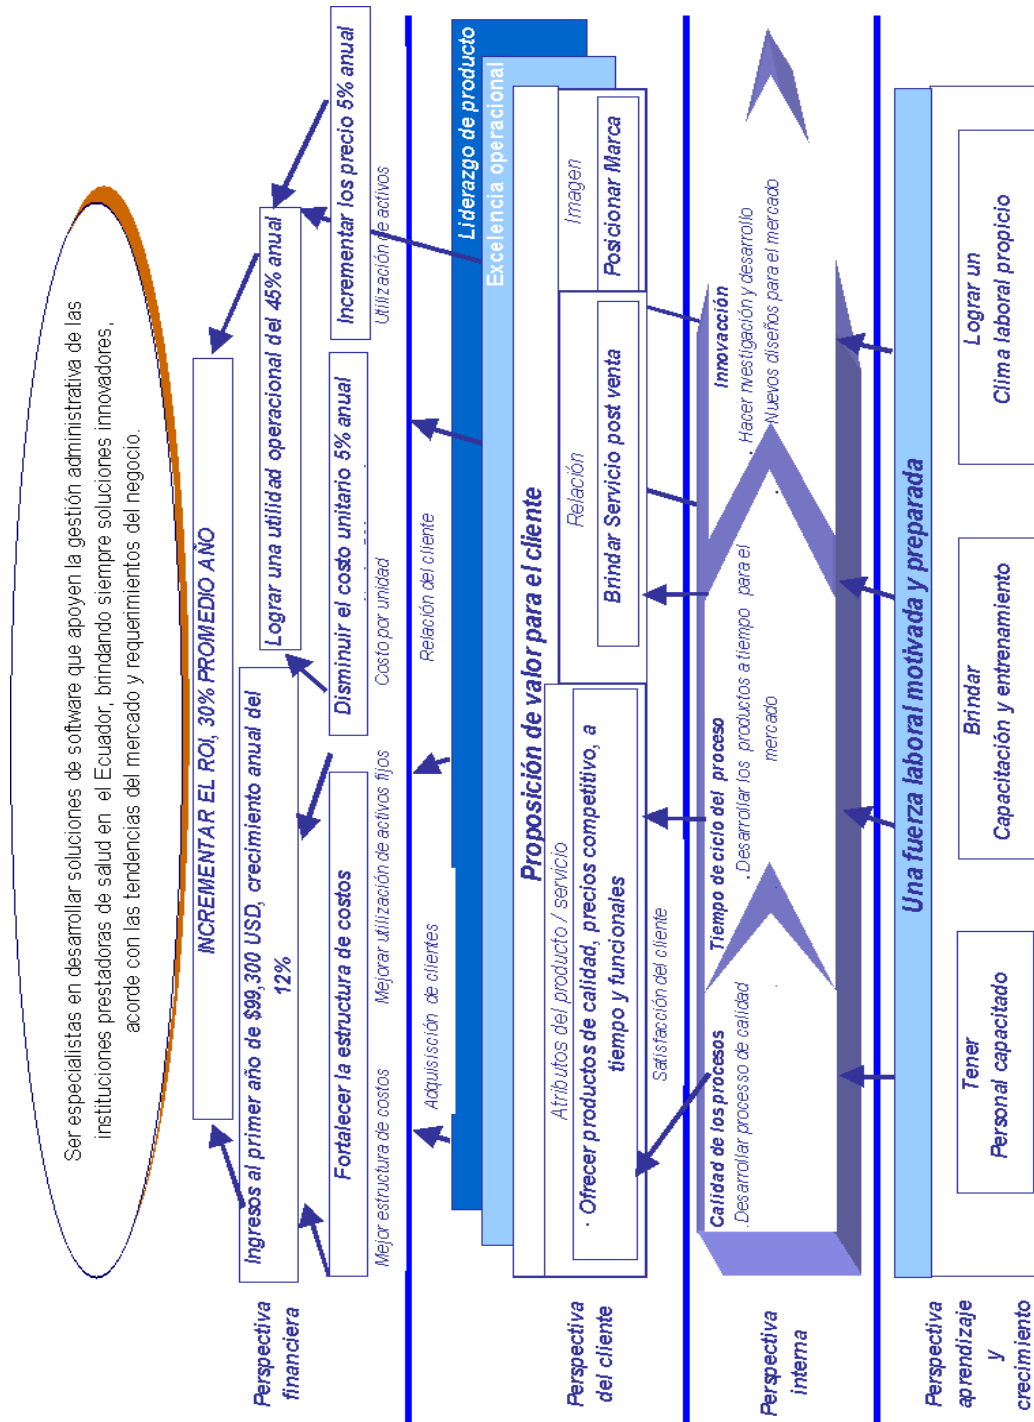 Ser especialistas en desarrollar soluciones de software que apoyen la gestión administrativa de las
instituciones prestadoras de salud en el Ecuador, brindando siempre soluciones innovadores,
acorde con las tendencias del mercado y requerimientos del negocio.
Perspectiva
financiera
INCREMENTAR EL ROI, 30% PROMEDIO AÑO
Ingresos al primer año de $99,300 USD, crecimiento anual del
12%
Lograr una utilidad operacional del 45% anual
Fortalecer la estructura de costos
Disminuir el costo unitario 5% anual
Incrementar los precio 5% anual
Mejor estructura de costos
Mejorar utilización de activos fijos
Costo por unidad
Utilización de activos
Adquisisción de clientes
Relación del cliente
Liderazgo de producto
Excelencia operacional
Perspectiva
del cliente
Proposición de valor para el cliente
Atributos del producto / servicio
Relación
Imagen
· Ofrecer productos de calidad, precios competitivo, a
tiempo y funcionales
Brindar Servicio post venta
Posicionar Marca
Satisfacción del cliente
Perspectiva
interna
Calidad de los procesos
.Desarrollar processo de calidad
Tiempo de ciclo del proceso
.Desarrollar los productos a tiempo para el
mercado
Innovacción
. Hacer nvestigación y desarrollo
.Nuevos diseños para el mercado
Perspectiva
aprendizaje
y
crecimiento
Una fuerza laboral motivada y preparada
Tener
Personal capacitado
Brindar
Capacitación y entrenamiento
Lograr un
Clima laboral propicio